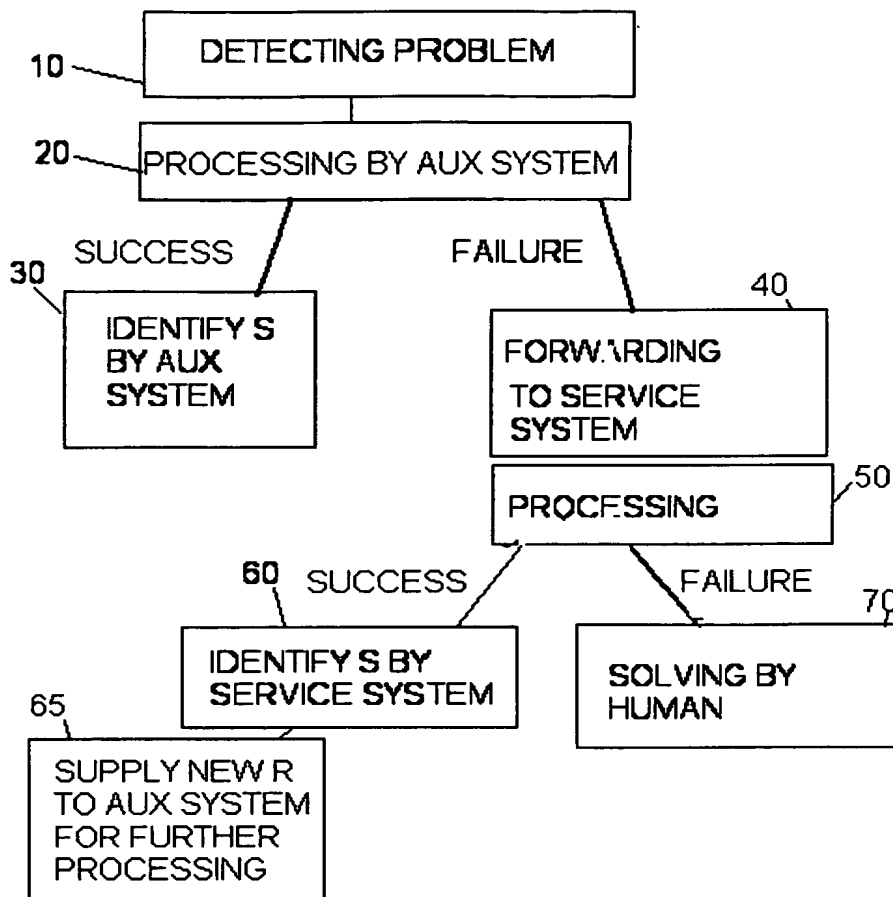 DETECTING PROBLEM
10
20
PROCESSING BY AUX SYSTEM
SUCCESS
FAILURE
30
40
IDENTIFY S
BY AUX
SYSTEM
FORWARDING
TO SERVICE
SYSTEM
50
PROCESSING
60
SUCCESS
FAILURE
70
IDENTIFY S BY
SERVICE SYSTEM
SOLVING BY
HUMAN
65
SUPPLY NEW R
TO AUX SYSTEM
FOR FURTHER
PROCESSING